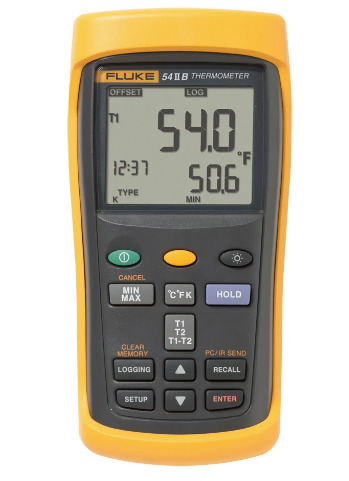 FLUKE 54 II B THERMOMETER
OFFSET LOG
T1 54.0 °F
12:37 50.6
K TYPE MIN
CANCEL
MIN MAX °C°F K HOLD
T1
T2
T1-T2
CLEAR MEMORY PC/IR SEND
LOGGING ▲ RECALL
SETUP ▼ ENTER